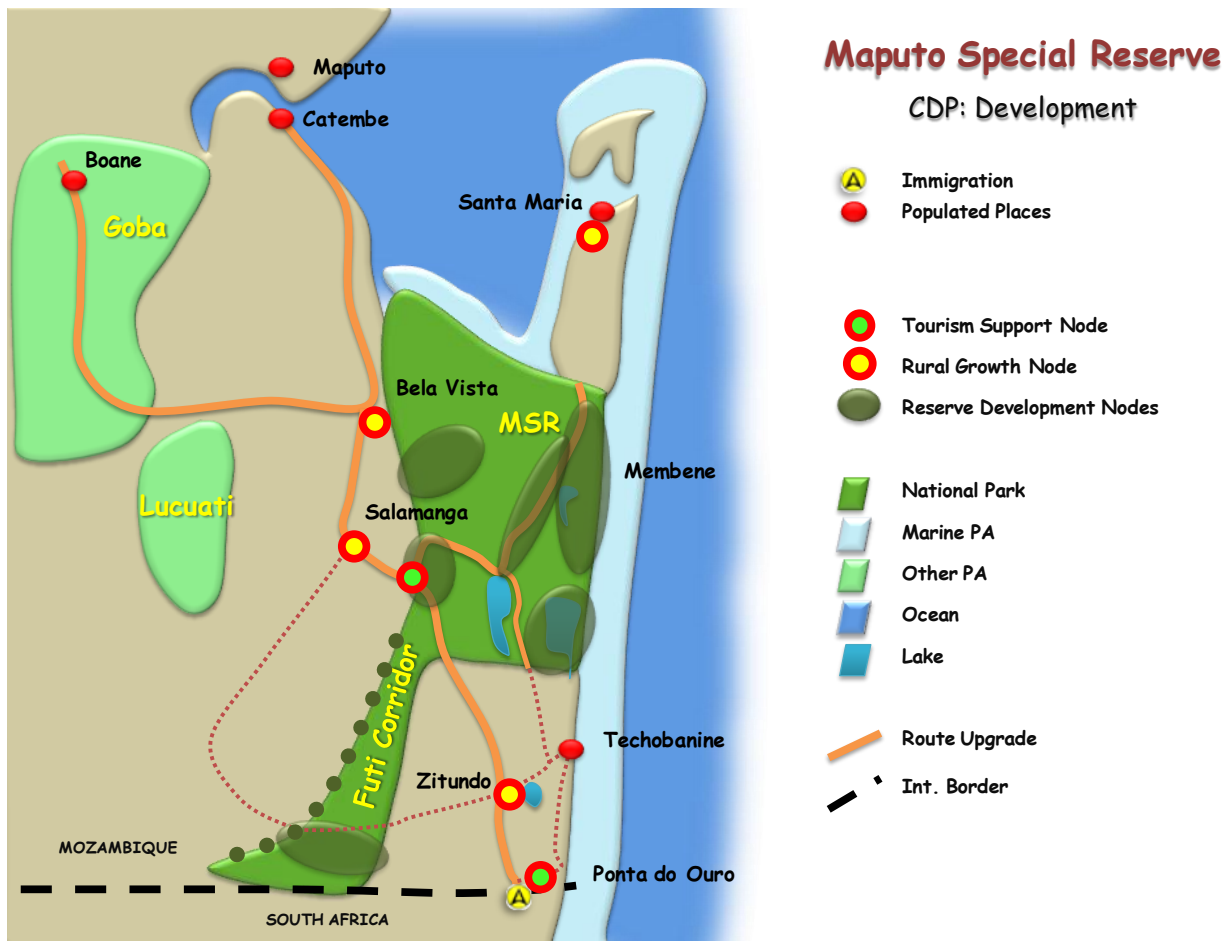 Maputo Special Reserve
CDP: Development
Maputo
Catembe
Boane
Goba
Santa Maria
Bela Vista
MSR
Membene
Lucuati
Salamanga
Futi Corridor
Techobanine
Zitundo
MOZAMBIQUE
Ponta do Ouro
A
SOUTH AFRICA
A Immigration
Populated Places
Tourism Support Node
Rural Growth Node
Reserve Development Nodes
National Park
Marine PA
Other PA
Ocean
Lake
Route Upgrade
Int. Border